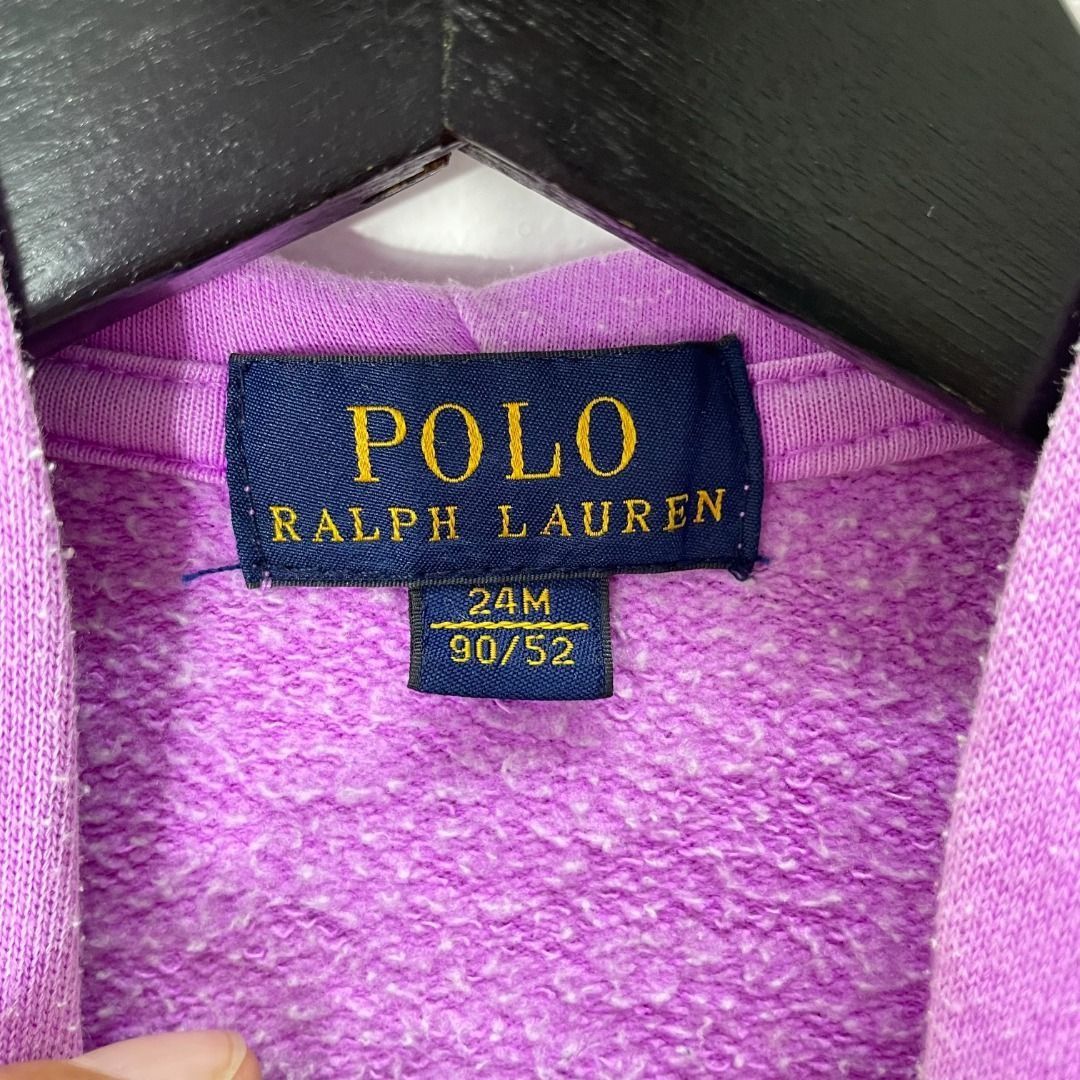 POLO
RALPH LAUREN
24M
90/52